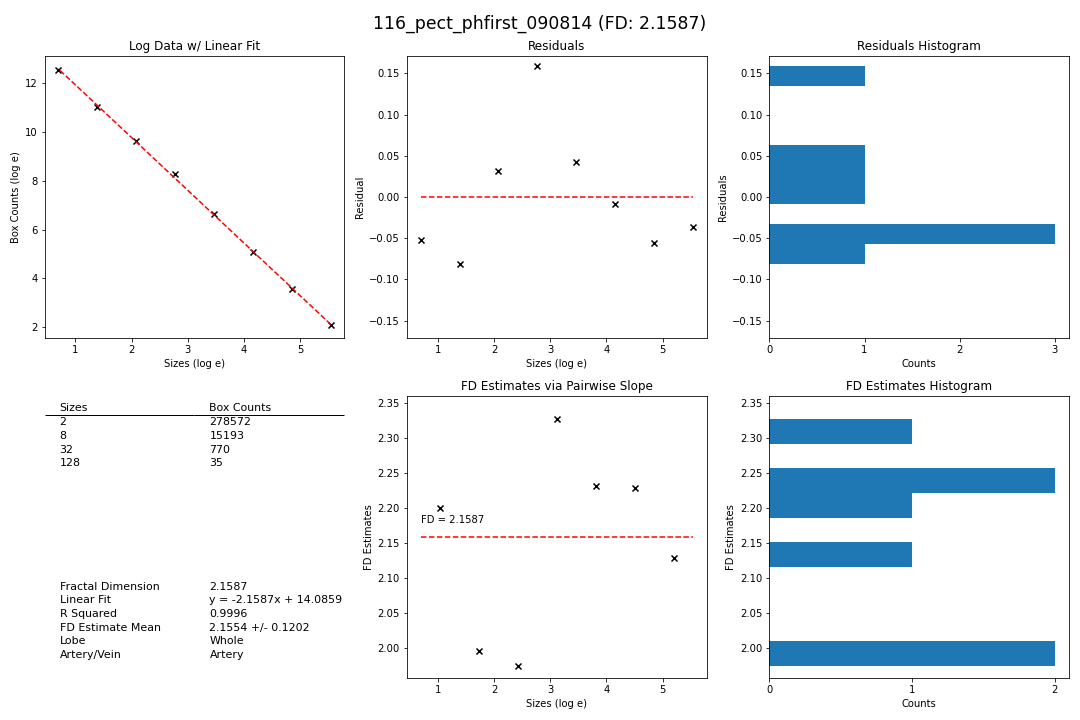 116_pect_phfirst_090814 (FD: 2.1587)
Log Data w/ Linear Fit
Box Counts (log e)
12
10
8
6
4
2
1 2 3 4 5
Sizes (log e)
Residuals
Residual
0.15
0.10
0.05
0.00
−0.05
−0.10
−0.15
1 2 3 4 5
Sizes (log e)
Residuals Histogram
Residuals
0.15
0.10
0.05
0.00
−0.05
−0.10
−0.15
0 1 2 3
Counts
Sizes Box Counts
2 278572
8 15193
32 770
128 35
Fractal Dimension 2.1587
Linear Fit y = -2.1587x + 14.0859
R Squared 0.9996
FD Estimate Mean 2.1554 +/- 0.1202
Lobe Whole
Artery/Vein Artery
FD Estimates via Pairwise Slope
FD Estimates
2.35
2.30
2.25
2.20
2.15
2.10
2.05
2.00
FD = 2.1587
1 2 3 4 5
Sizes (log e)
FD Estimates Histogram
FD Estimates
2.35
2.30
2.25
2.20
2.15
2.10
2.05
2.00
0 1 2
Counts